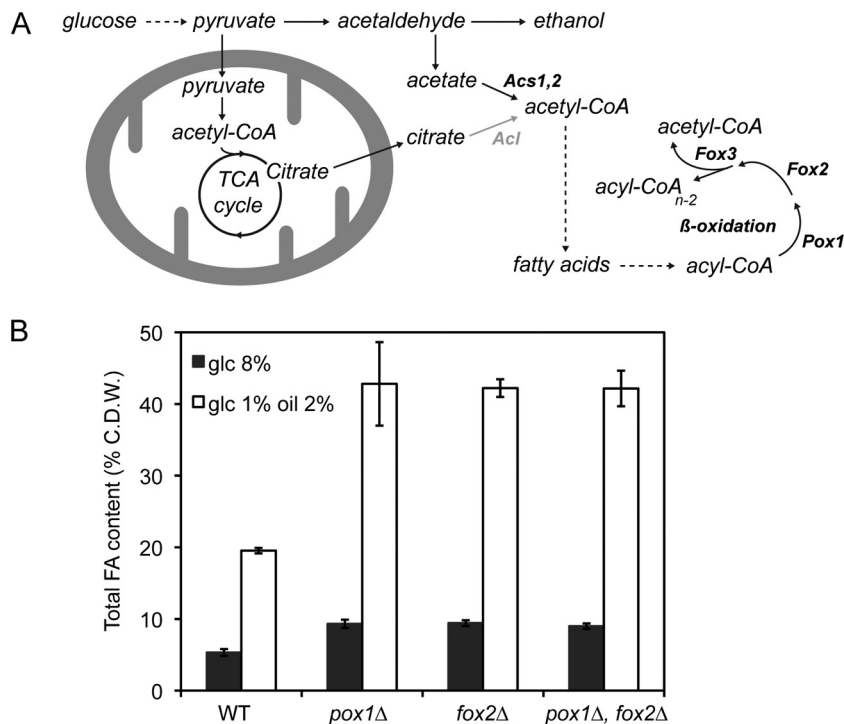 A
glucose pyruvate acetaldehyde ethanol
pyruvate
acetate Acs1,2
acetyl-CoA
acetyl-CoA
citrate Acl
TCA
cycle
Citrate
acetyl-CoA
Fox3
Fox2
acyl-CoA n-2
ß-oxidation
Pox1
fatty acids acyl-CoA
B
Total FA content (% C.D.W.)
50
40
30
20
10
0
glc 8%
glc 1% oil 2%
WT pox1Δ fox2Δ pox1Δ, fox2Δ